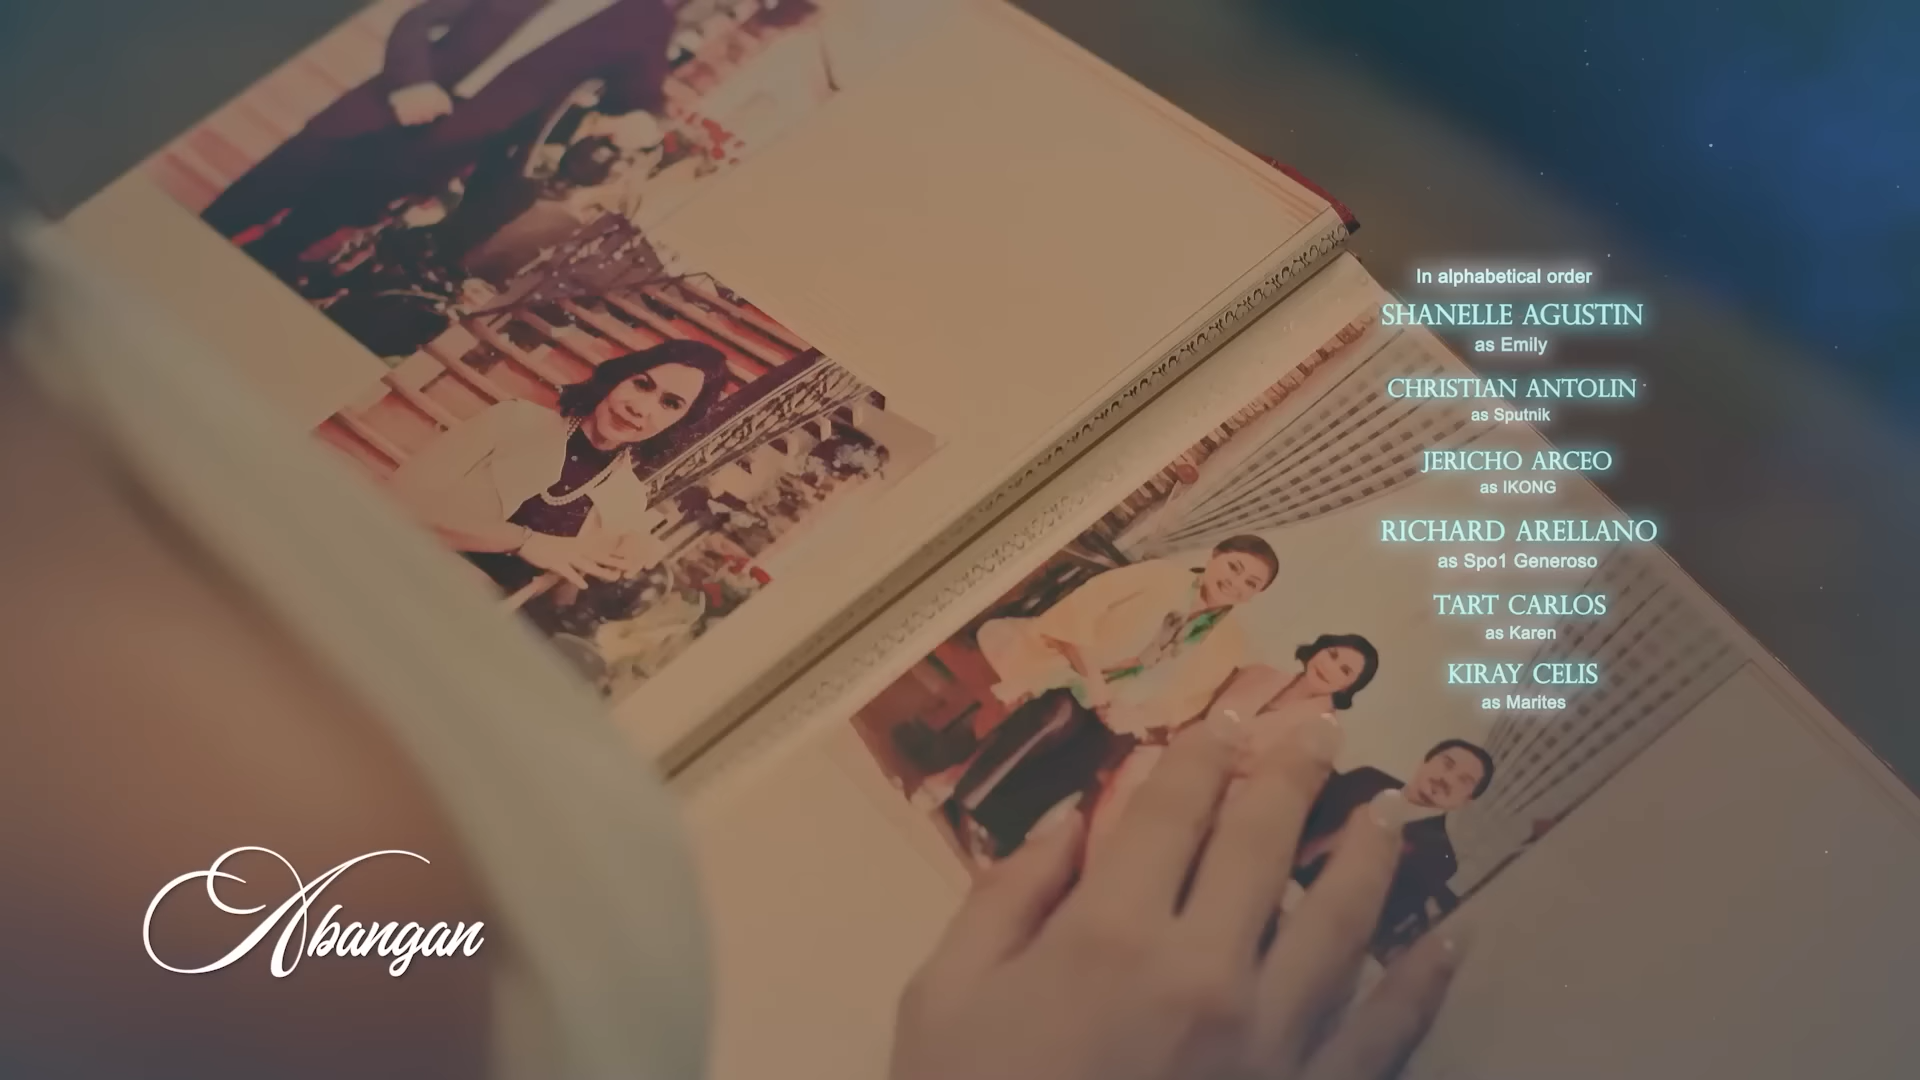 In alphabetical order
SHANELLE AGUSTIN
as Emily
CHRISTIAN ANTOLIN
as Sputnik
JERICHO ARCEO
as IKONG
RICHARD ARELLANO
as Spo1 Generoso
TART CARLOS
as Karen
KIRAY CELIS
as Marites
Abangan